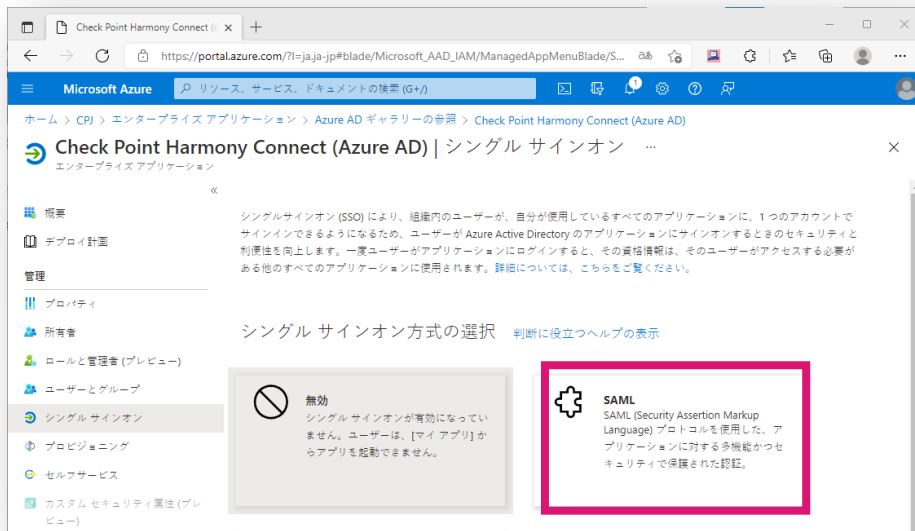 Check Point Harmony Connect (A
https://portal.azure.com/?l=ja.ja-jp#blade/Microsoft_AAD_IAM/ManagedAppMenuBlade/S...
Microsoft Azure
リソース、サービス、ドキュメントの検索 (G+/)
1
ホーム > CPJ > エンタープライズ アプリケーション > Azure AD ギャラリーの参照 > Check Point Harmony Connect (Azure AD)
Check Point Harmony Connect (Azure AD) | シングル サインオン ...
エンタープライズ アプリケーション
概要
デプロイ計画
管理
プロパティ
所有者
ロールと管理者 (プレビュー)
ユーザーとグループ
シングル サインオン
プロビジョニング
セルフサービス
カスタム セキュリティ属性 (プレ
ビュー)
シングルサインオン (SSO) により、組織内のユーザーが、自分が使用しているすべてのアプリケーションに、1 つのアカウントで
サインインできるようになるため、ユーザーが Azure Active Directory のアプリケーションにサインオンするときのセキュリティと
利便性を向上します。一度ユーザーがアプリケーションにログインすると、その資格情報は、そのユーザーがアクセスする必要が
ある他のすべてのアプリケーションに使用されます。詳細については、こちらをご覧ください。
シングル サインオン方式の選択 判断に役立つヘルプの表示
無効
シングル サインオンが有効になってい
ません。ユーザーは、[マイ アプリ] か
らアプリを起動できません。
SAML
SAML (Security Assertion Markup
Language) プロトコルを使用した、ア
プリケーションに対する多機能かつセ
キュリティで保護された認証。